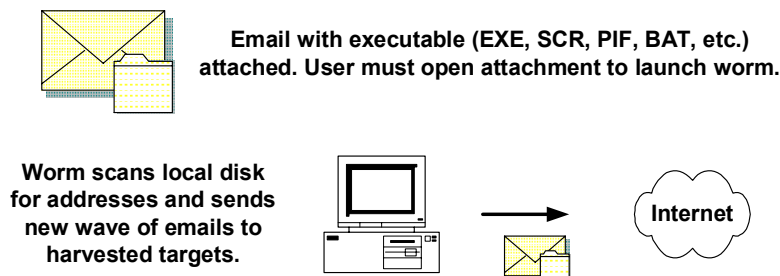 Email with executable (EXE, SCR, PIF, BAT, etc.)
attached. User must open attachment to launch worm.
Worm scans local disk
for addresses and sends
new wave of emails to
harvested targets.
Internet